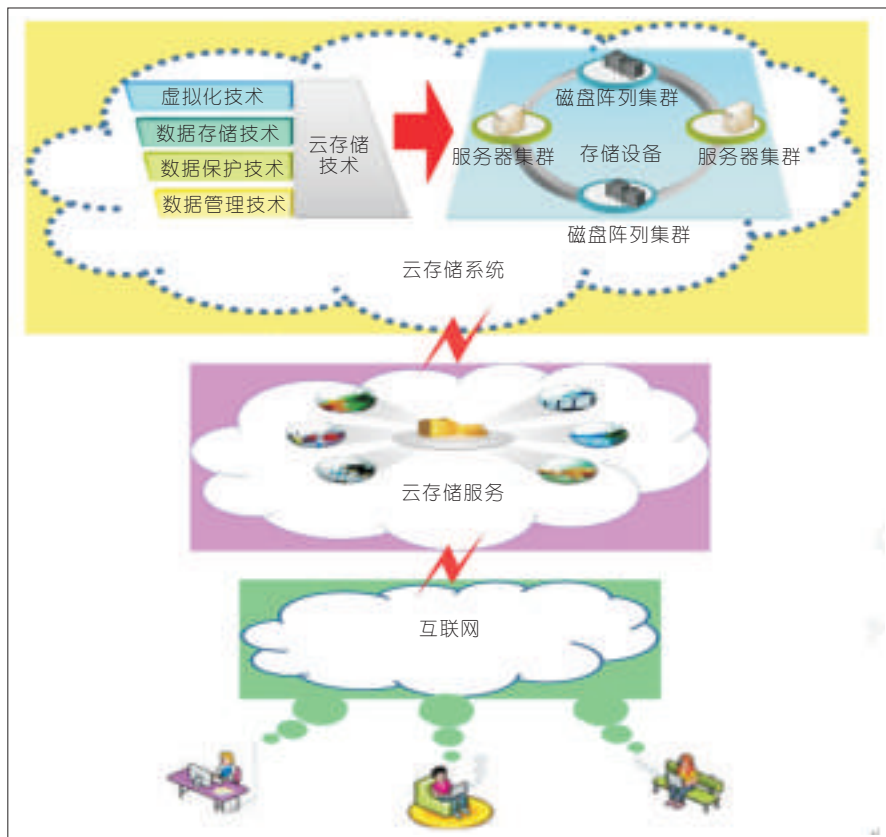 虚拟化技术
数据存储技术
数据保护技术
数据管理技术
云存储
技术
磁盘阵列集群
服务器集群
存储设备
服务器集群
磁盘阵列集群
云存储系统
云存储服务
互联网